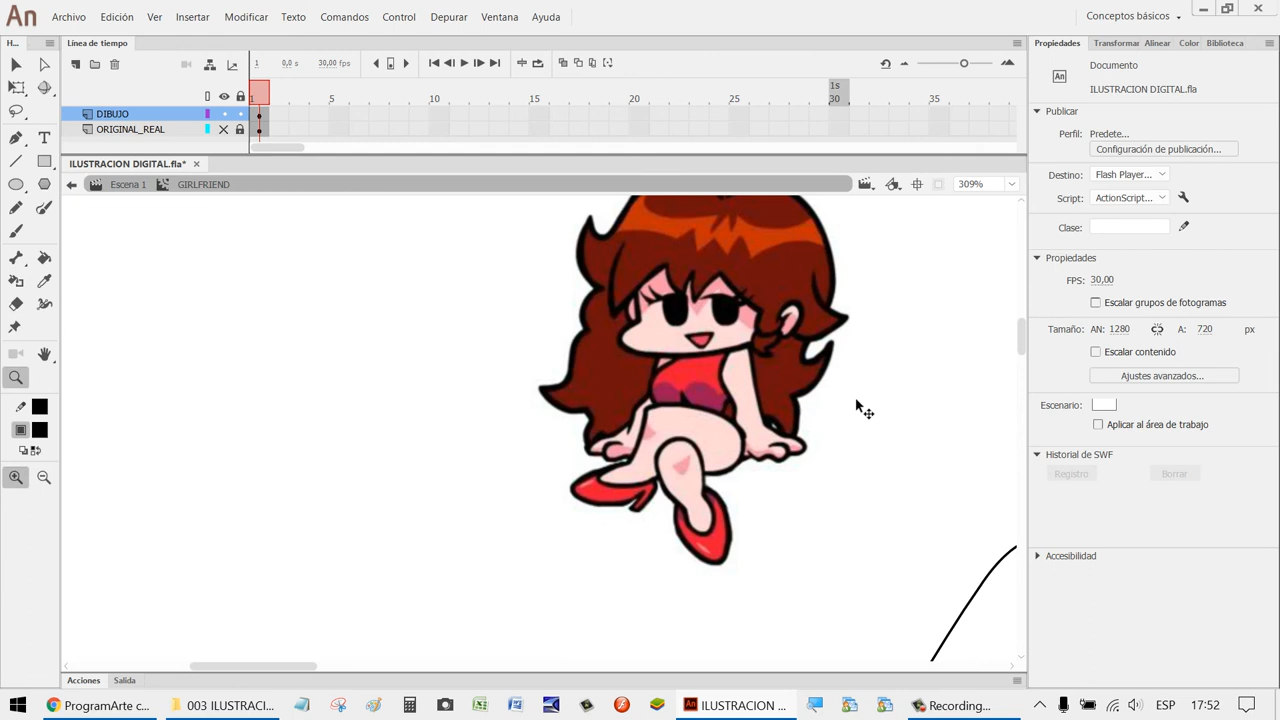 An Archivo Edición Ver Insertar Modificar Texto Comandos Control Depurar Ventana Ayuda Conceptos básicos
H... Línea de tiempo Propiedades Transformar Alinear Color Biblioteca
1 0,0 s 30,00 fps
An Documento
ILUSTRACION DIGITAL.fla
1s
1 5 10 15 20 25 30 35
Publicar
DIBUJO
ORIGINAL_REAL
Perfil: Predete...
Configuración de publicación...
ILUSTRACION DIGITAL.fla*
Destino: Flash Player...
Escena 1 GIRLFRIEND 309%
Script: ActionScript...
Clase:
Propiedades
FPS: 30,00
Escalar grupos de fotogramas
Tamaño: AN: 1280 A: 720 px
Escalar contenido
Ajustes avanzados...
Escenario:
Aplicar al área de trabajo
Historial de SWF
Registro Borrar
Accesibilidad
Acciones Salida
ProgramArte c... 003 ILUSTRACI... An ILUSTRACION ... Recording... ESP 17:52